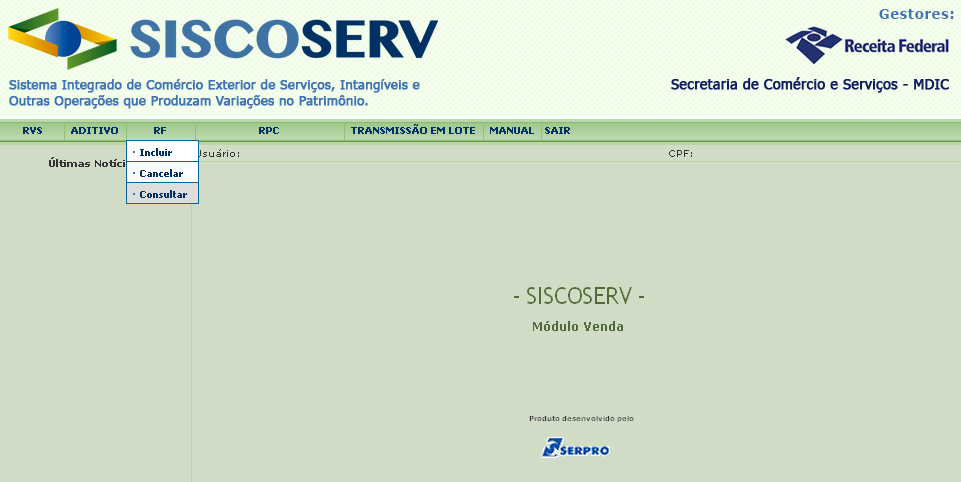 SISCOSERV
Gestores:
Receita Federal
Sistema Integrado de Comércio Exterior de Serviços, Intangíveis e
Outras Operações que Produzam Variações no Patrimônio.
Secretaria de Comércio e Serviços - MDIC
RVS ADITIVO RF RPC TRANSMISSÃO EM LOTE MANUAL SAIR
· Incluir
· Cancelar
· Consultar
Últimas Notíci
suário: CPF:
- SISCOSERV -
Módulo Venda
Produto desenvolvido pelo
SERPRO